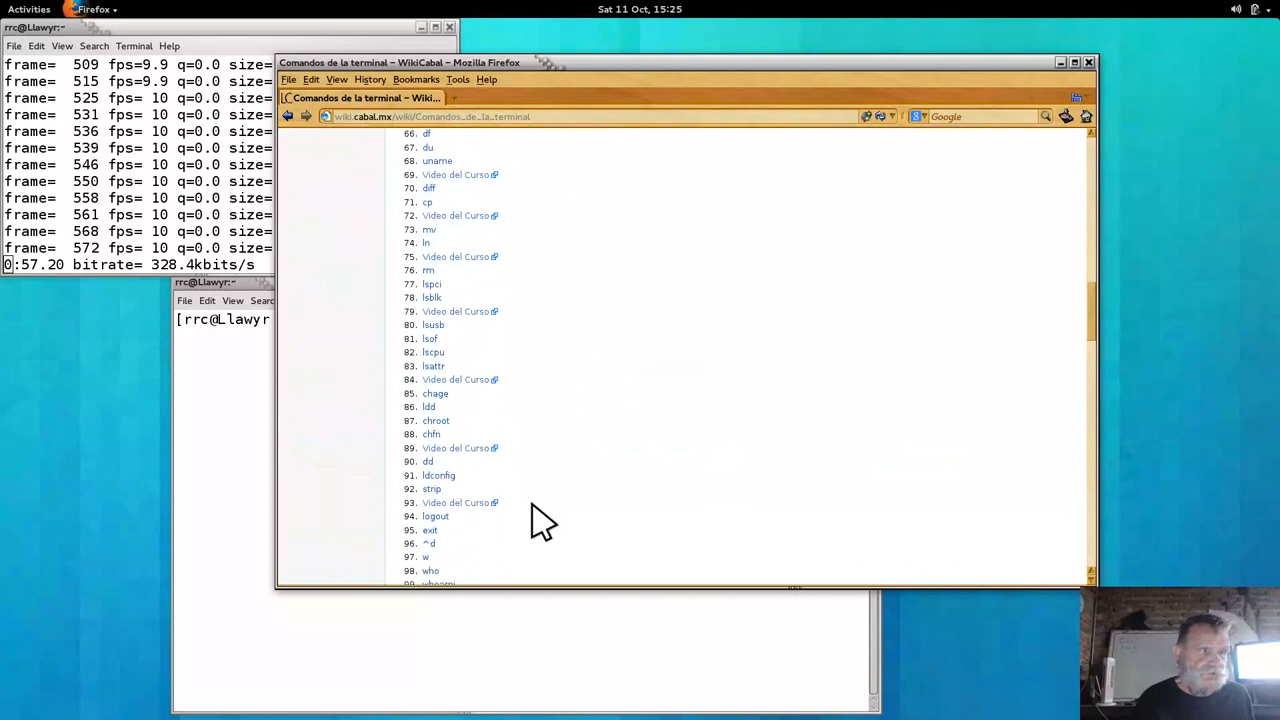 Activities Firefox Sat 11 Oct, 15:25
rrc@Llawyr:~
File Edit View Search Terminal Help
frame= 509 fps=9.9 q=0.0 size=
frame= 515 fps=9.9 q=0.0 size=
frame= 525 fps= 10 q=0.0 size=
frame= 531 fps= 10 q=0.0 size=
frame= 536 fps= 10 q=0.0 size=
frame= 539 fps= 10 q=0.0 size=
frame= 546 fps= 10 q=0.0 size=
frame= 550 fps= 10 q=0.0 size=
frame= 558 fps= 10 q=0.0 size=
frame= 561 fps= 10 q=0.0 size=
frame= 568 fps= 10 q=0.0 size=
frame= 572 fps= 10 q=0.0 size=
0:57.20 bitrate= 328.4kbits/s
rrc@Llawyr:~
File Edit View Searc
[rrc@Llawyr
Comandos de la terminal – WikiCabal – Mozilla Firefox
File Edit View History Bookmarks Tools Help
Comandos de la terminal – Wiki...
wiki.cabal.mx/wiki/Comandos_de_la_terminal Google
66. df
67. du
68. uname
69. Video del Curso
70. diff
71. cp
72. Video del Curso
73. mv
74. ln
75. Video del Curso
76. rm
77. lspci
78. lsblk
79. Video del Curso
80. lsusb
81. lsof
82. lscpu
83. lsattr
84. Video del Curso
85. chage
86. ldd
87. chroot
88. chfn
89. Video del Curso
90. dd
91. ldconfig
92. strip
93. Video del Curso
94. logout
95. exit
96. ^d
97. w
98. who
99. whoami